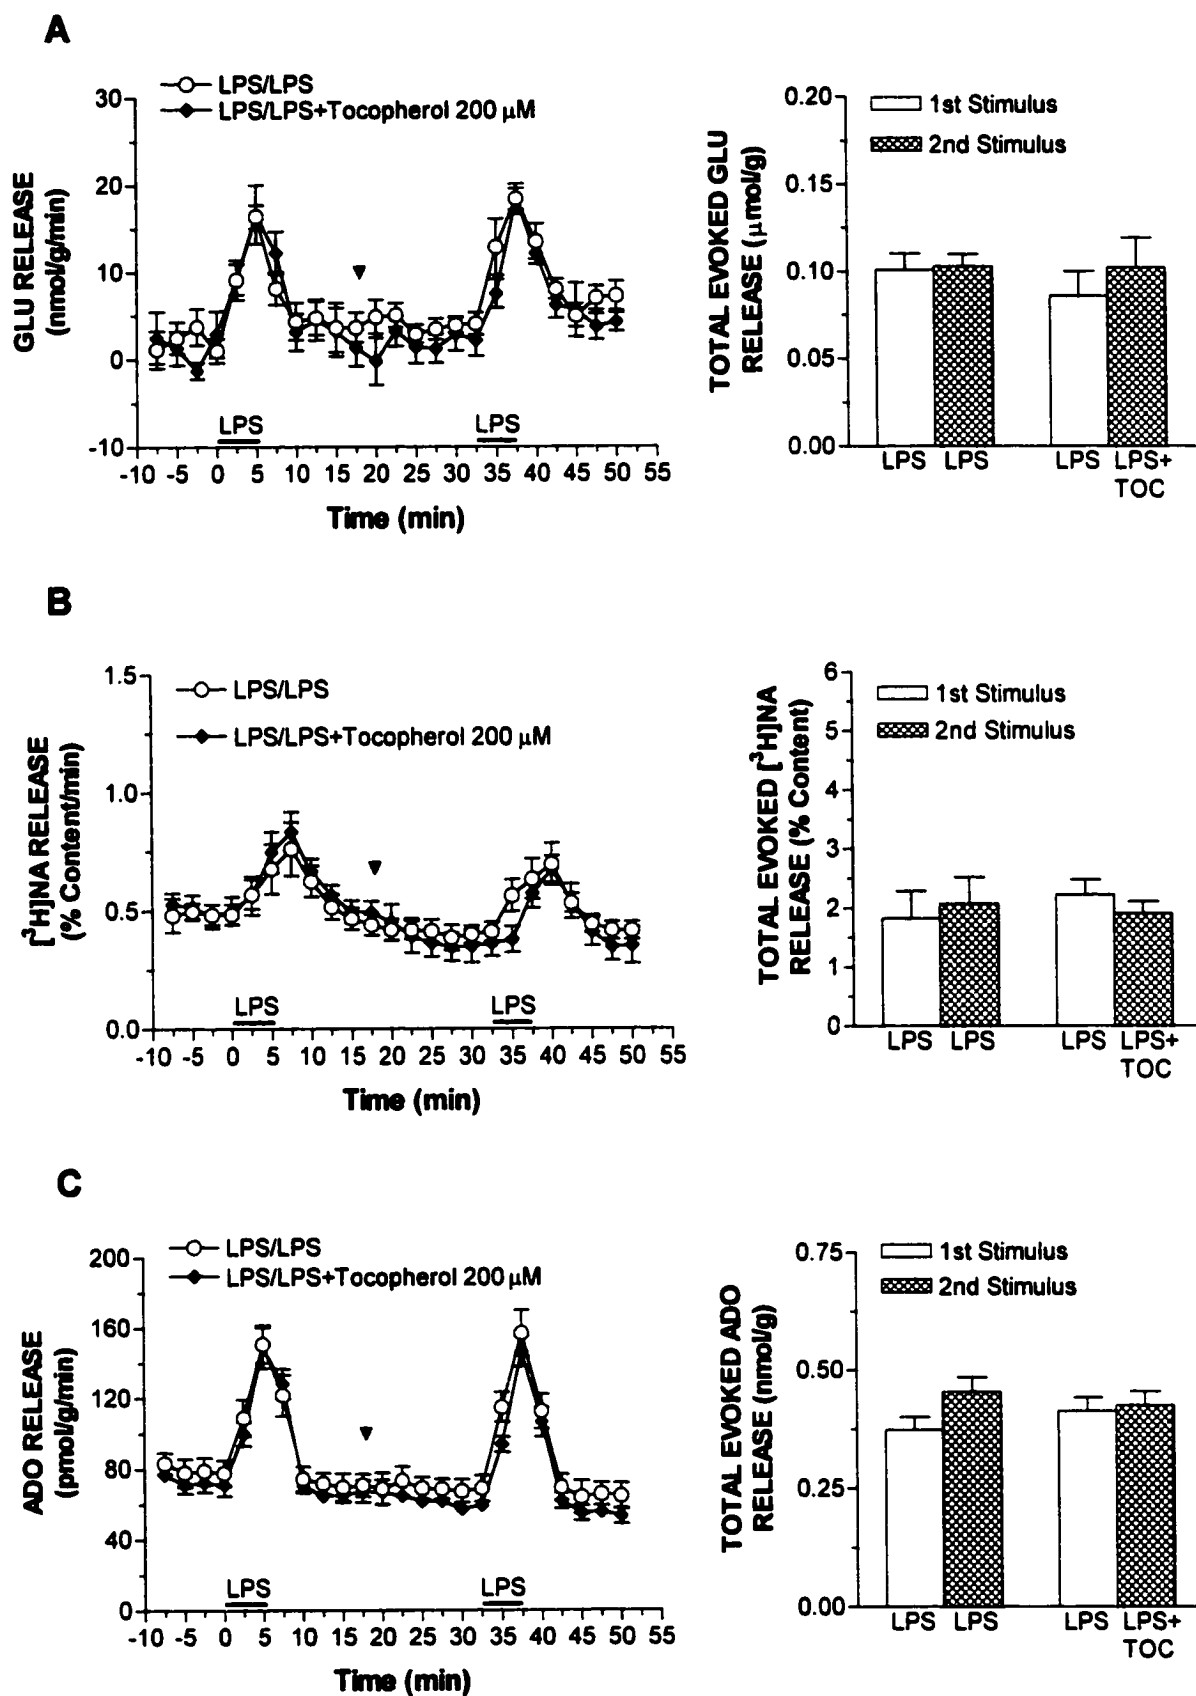 A
LPS/LPS
LPS/LPS+Tocopherol 200 μM
GLU RELEASE
(nmol/g/min)
30
20
10
0
-10
LPS
LPS
-10 -5 0 5 10 15 20 25 30 35 40 45 50 55
Time (min)
1st Stimulus
2nd Stimulus
TOTAL EVOKED GLU
RELEASE (μmol/g)
0.20
0.15
0.10
0.05
0.00
LPS LPS LPS LPS+
TOC
B
LPS/LPS
LPS/LPS+Tocopherol 200 μM
[³H]NA RELEASE
(% Content/min)
1.5
1.0
0.5
0.0
LPS
LPS
-10 -5 0 5 10 15 20 25 30 35 40 45 50 55
Time (min)
1st Stimulus
2nd Stimulus
TOTAL EVOKED [³H]NA
RELEASE (% Content)
6
5
4
3
2
1
0
LPS LPS LPS LPS+
TOC
C
LPS/LPS
LPS/LPS+Tocopherol 200 μM
ADO RELEASE
(pmol/g/min)
200
160
120
80
40
0
LPS
LPS
-10 -5 0 5 10 15 20 25 30 35 40 45 50 55
Time (min)
1st Stimulus
2nd Stimulus
TOTAL EVOKED ADO
RELEASE (nmol/g)
0.75
0.50
0.25
0.00
LPS LPS LPS LPS+
TOC